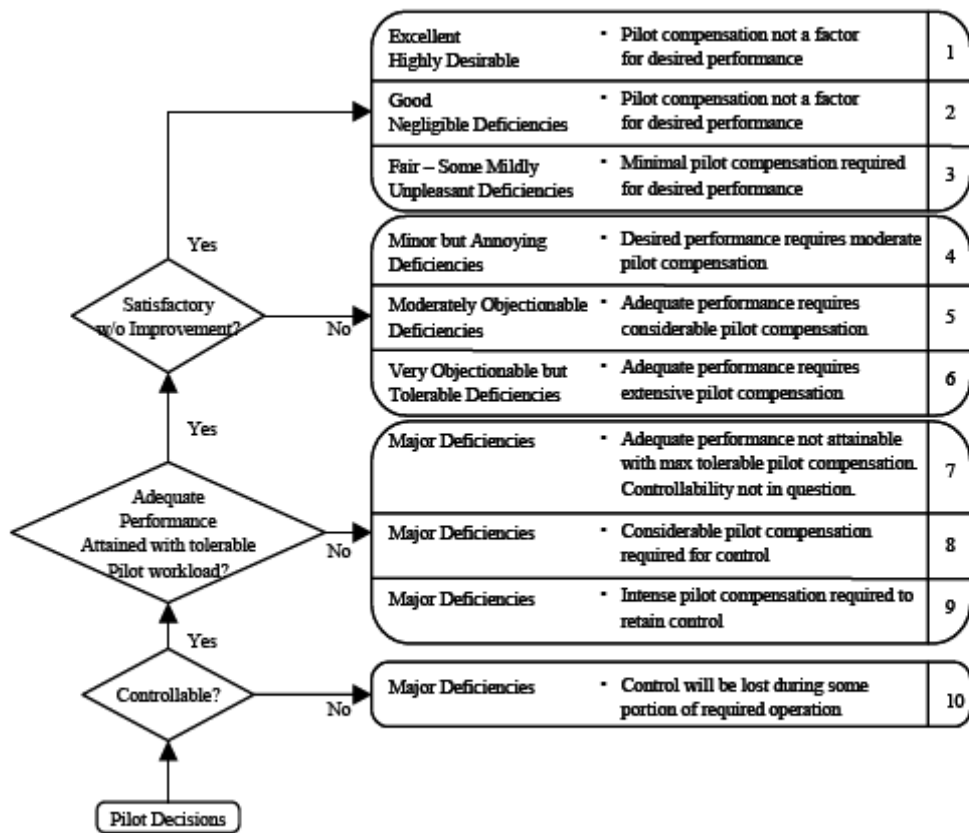 Excellent
Highly Desirable
▪ Pilot compensation not a factor
for desired performance
1
Good
Negligible Deficiencies
▪ Pilot compensation not a factor
for desired performance
2
Fair – Some Mildly
Unpleasant Deficiencies
▪ Minimal pilot compensation required
for desired performance
3
Yes
Satisfactory
w/o Improvement?
No
Minor but Annoying
Deficiencies
▪ Desired performance requires moderate
pilot compensation
4
Moderately Objectionable
Deficiencies
▪ Adequate performance requires
considerable pilot compensation
5
Very Objectionable but
Tolerable Deficiencies
▪ Adequate performance requires
extensive pilot compensation
6
Yes
Adequate
Performance
Attained with tolerable
Pilot workload?
No
Major Deficiencies
▪ Adequate performance not attainable
with max tolerable pilot compensation.
Controllability not in question.
7
Major Deficiencies
▪ Considerable pilot compensation
required for control
8
Major Deficiencies
▪ Intense pilot compensation required to
retain control
9
Yes
Controllable?
No
Major Deficiencies
▪ Control will be lost during some
portion of required operation
10
Pilot Decisions